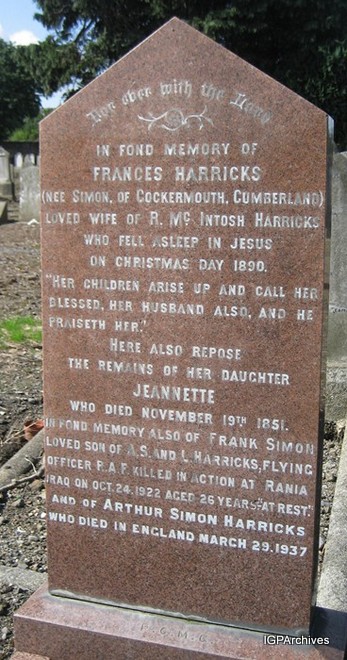 For ever with the Lord
IN FOND MEMORY OF
FRANCES HARRICKS
(NEE SIMON, OF COCKERMOUTH, CUMBERLAND)
LOVED WIFE OF R. Mc INTOSH HARRICKS
WHO FELL ASLEEP IN JESUS
ON CHRISTMAS DAY 1890.
"HER CHILDREN ARISE UP AND CALL HER
BLESSED, HER HUSBAND ALSO, AND HE
PRAISETH HER."
HERE ALSO REPOSE
THE REMAINS OF HER DAUGHTER
JEANNETTE
WHO DIED NOVEMBER 19TH 1851.
IN FOND MEMORY ALSO OF FRANK SIMON
LOVED SON OF A.S. AND L. HARRICKS, FLYING
OFFICER R.A.F. KILLED IN ACTION AT RANIA
IRAQ ON OCT. 24, 1922 AGED 26 YEARS "AT REST."
AND OF ARTHUR SIMON HARRICKS
WHO DIED IN ENGLAND MARCH 29. 1937
IGPArchives